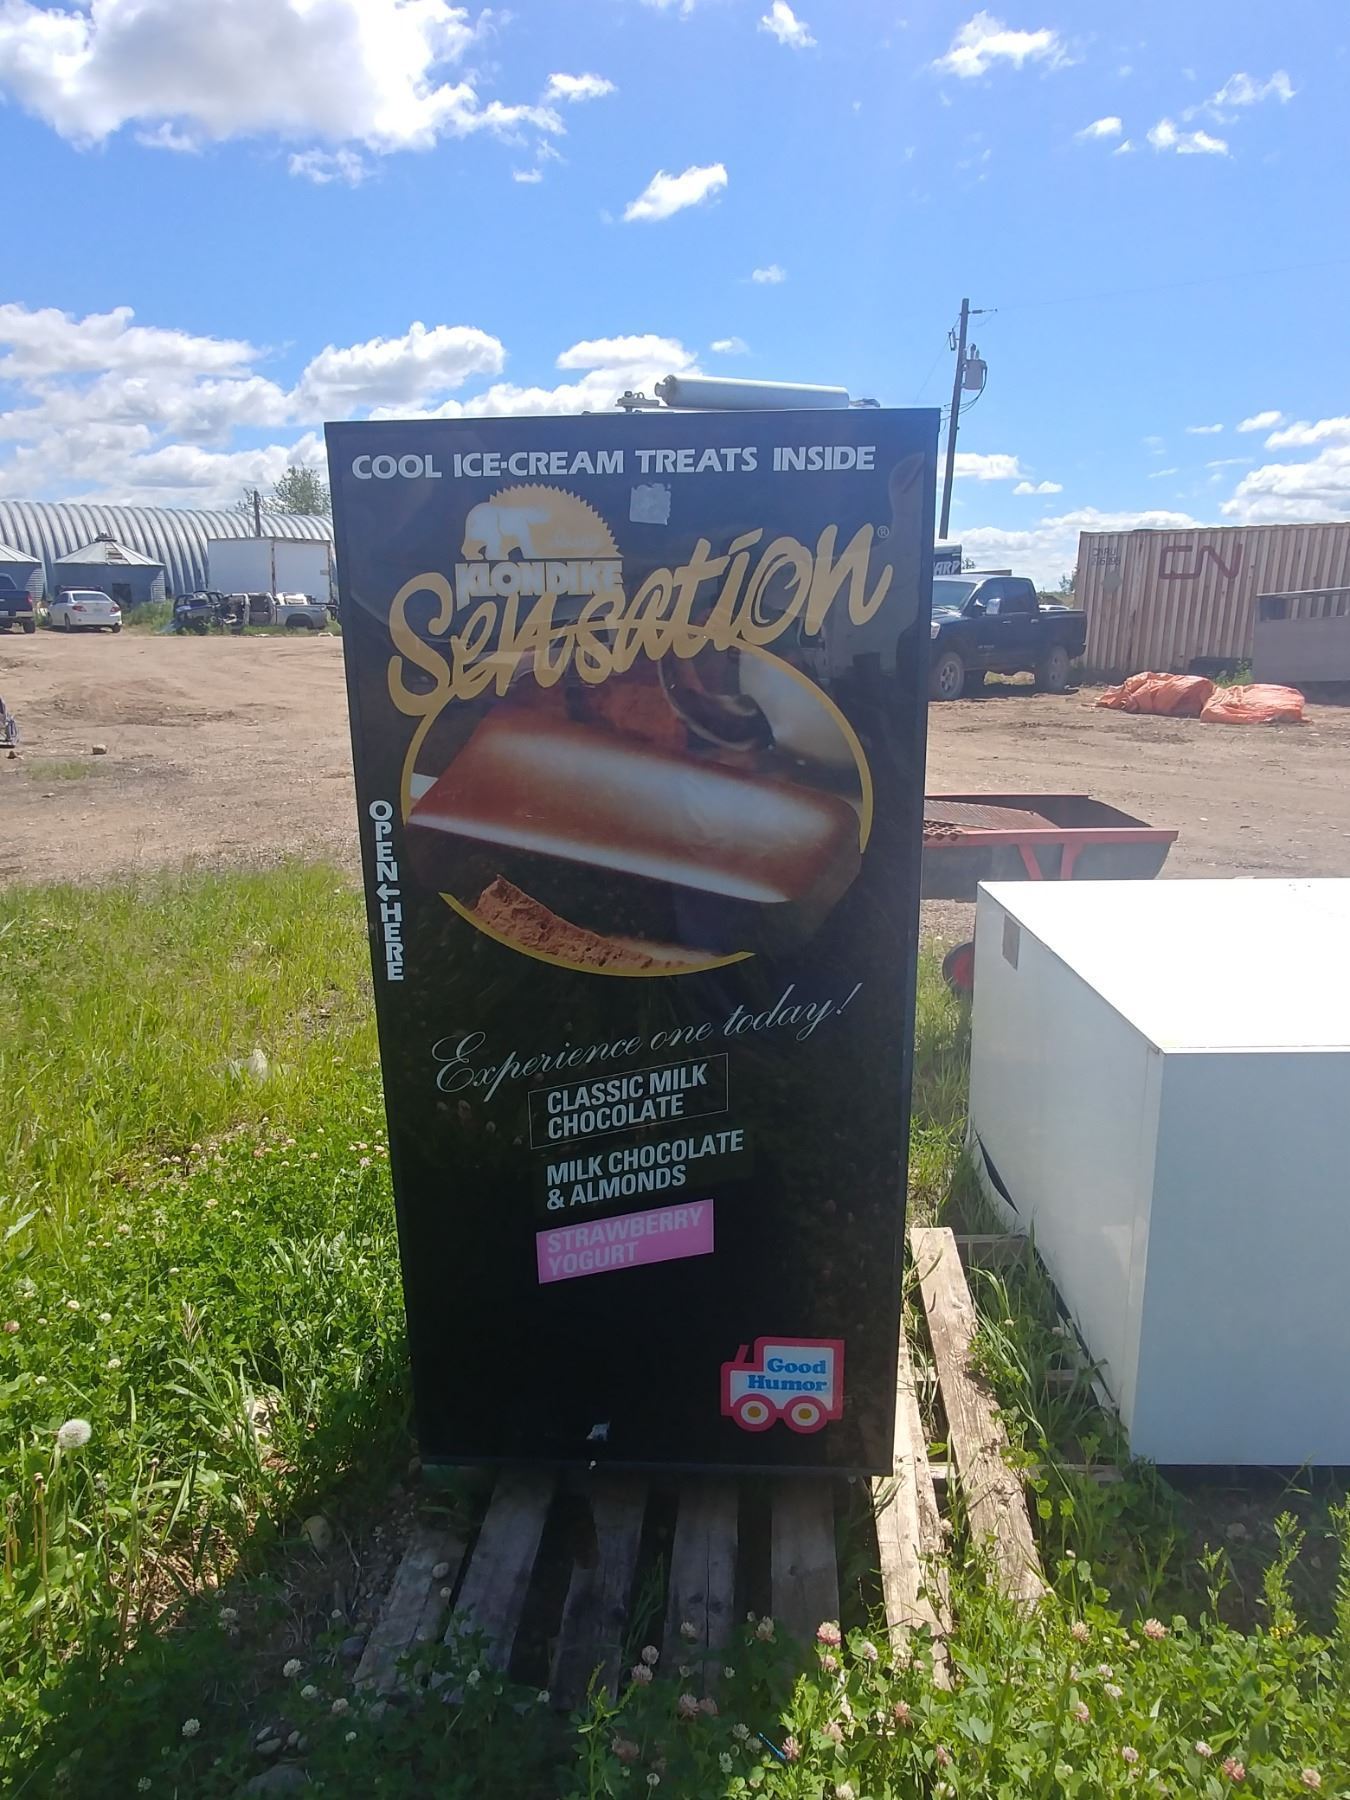 COOL ICE-CREAM TREATS INSIDE
KLONDIKE
Sensation®
OPEN←HERE
Experience one today!
CLASSIC MILK
CHOCOLATE
MILK CHOCOLATE
& ALMONDS
STRAWBERRY
YOGURT
Good
Humor
CN